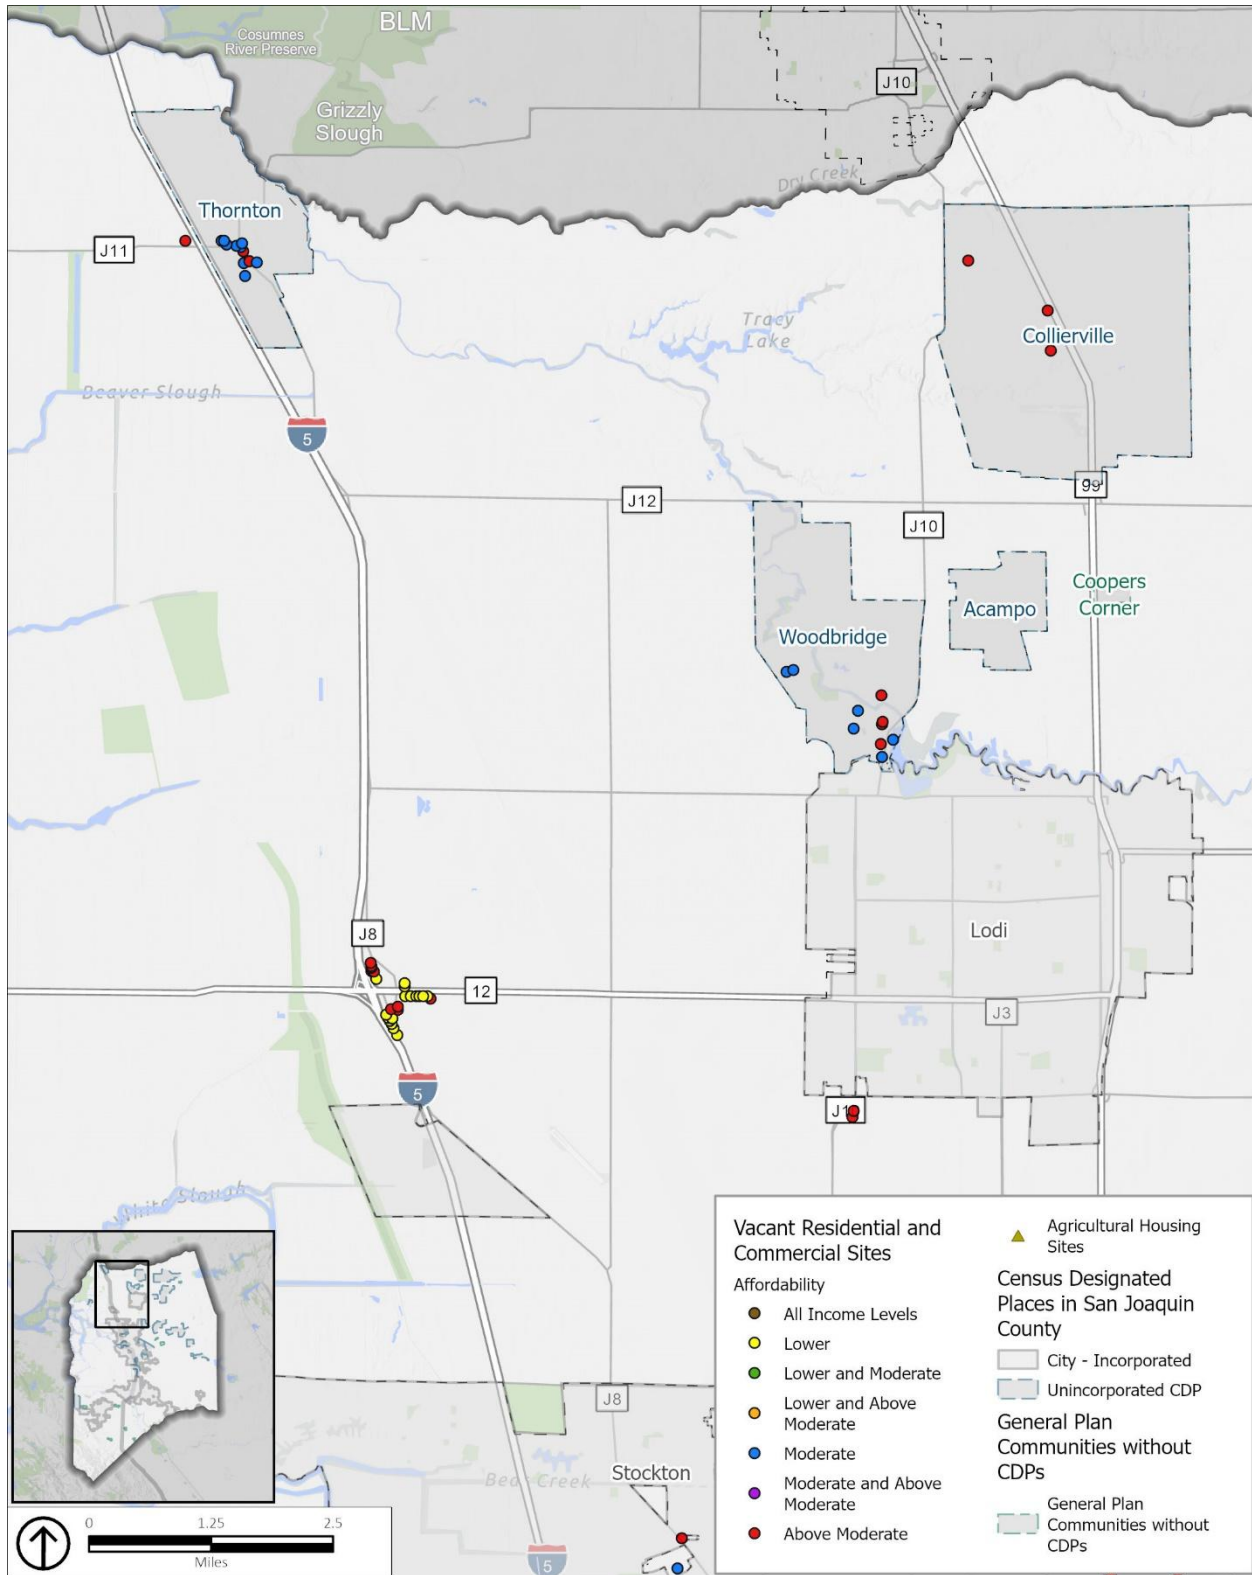 BLM
Cosumnes
River Preserve
J10
Grizzly
Slough
Dry Creek
Thornton
J11
Tracy
Lake
Collierville
Beaver Slough
5
J12
99
J10
Coopers
Corner
Acampo
Woodbridge
J8
Lodi
12
J3
5
White Slough
J8
Stockton
Bear Creek
5
Vacant Residential and
Commercial Sites
Affordability
All Income Levels
Lower
Lower and Moderate
Lower and Above
Moderate
Moderate
Moderate and Above
Moderate
Above Moderate
Agricultural Housing
Sites
Census Designated
Places in San Joaquin
County
City - Incorporated
Unincorporated CDP
General Plan
Communities without
CDPs
General Plan
Communities without
CDPs
0
1.25
2.5
Miles